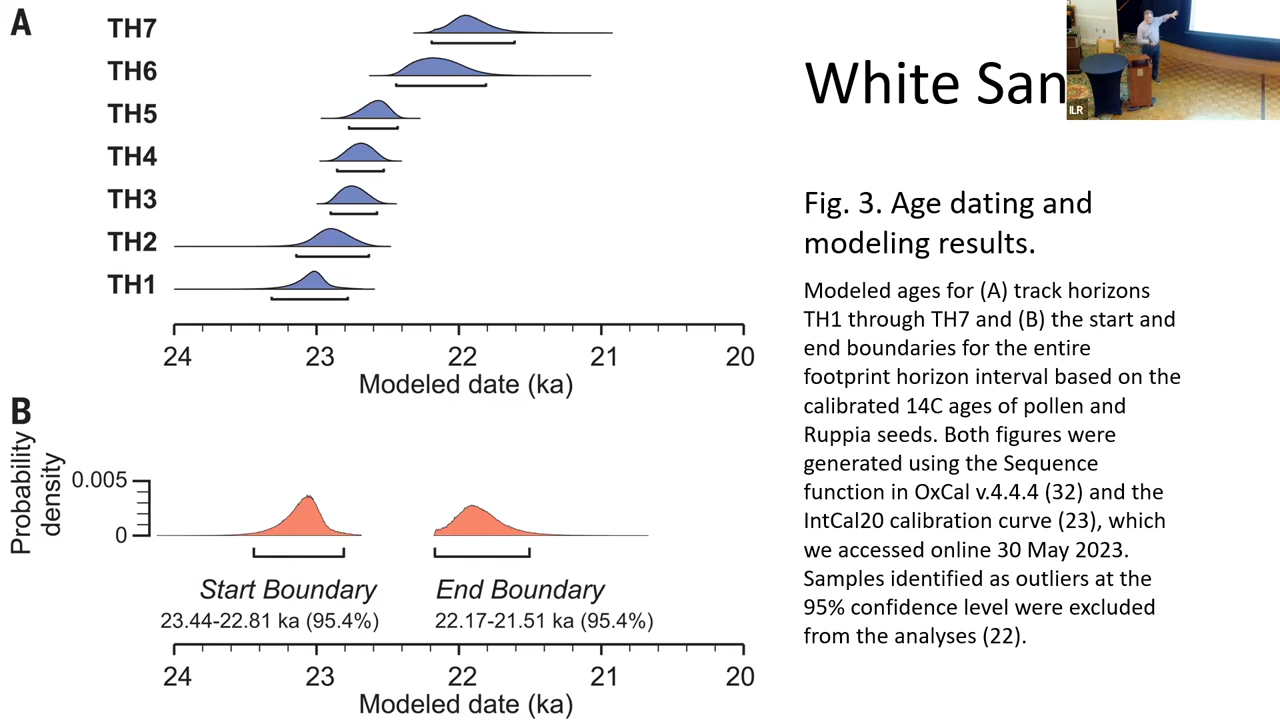 A
TH7
TH6
TH5
TH4
TH3
TH2
TH1
24 23 22 21 20
Modeled date (ka)
B
Probability
density
0.005
0
Start Boundary
23.44-22.81 ka (95.4%)
End Boundary
22.17-21.51 ka (95.4%)
24 23 22 21 20
Modeled date (ka)
White San
ILR
Fig. 3. Age dating and
modeling results.
Modeled ages for (A) track horizons
TH1 through TH7 and (B) the start and
end boundaries for the entire
footprint horizon interval based on the
calibrated 14C ages of pollen and
Ruppia seeds. Both figures were
generated using the Sequence
function in OxCal v.4.4.4 (32) and the
IntCal20 calibration curve (23), which
we accessed online 30 May 2023.
Samples identified as outliers at the
95% confidence level were excluded
from the analyses (22).